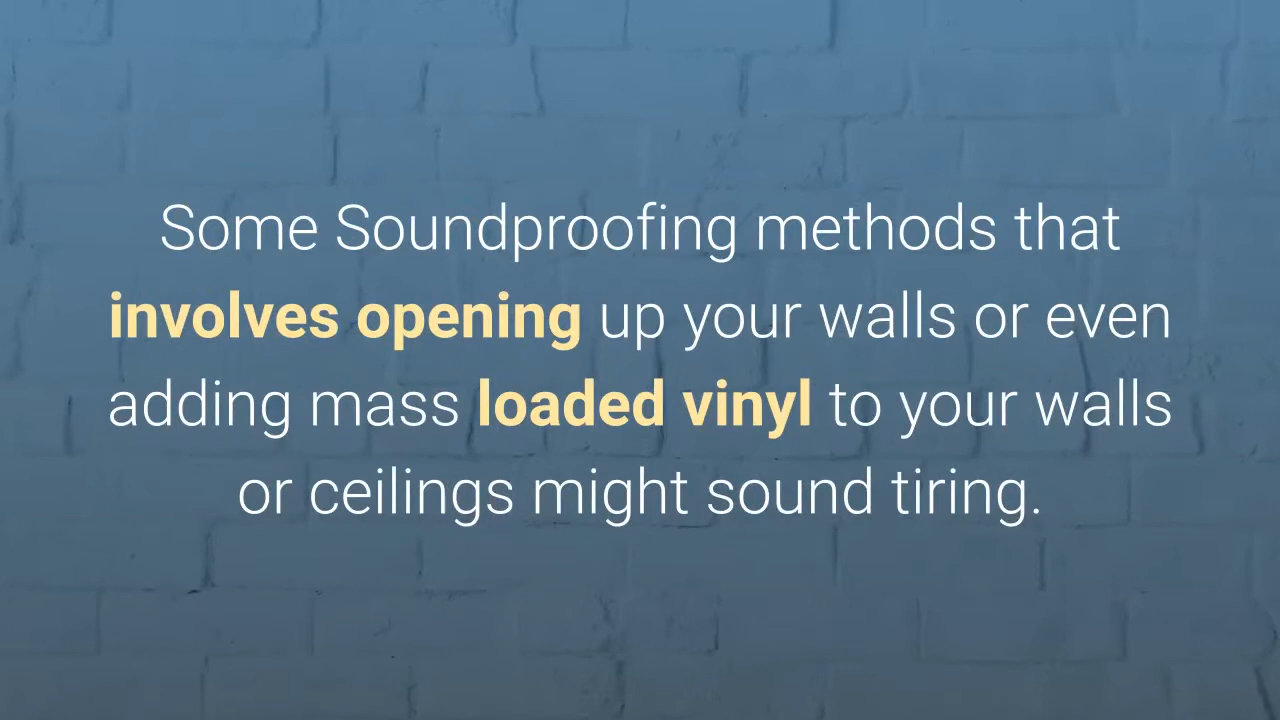 Some Soundproofing methods that
involves opening up your walls or even
adding mass loaded vinyl to your walls
or ceilings might sound tiring.